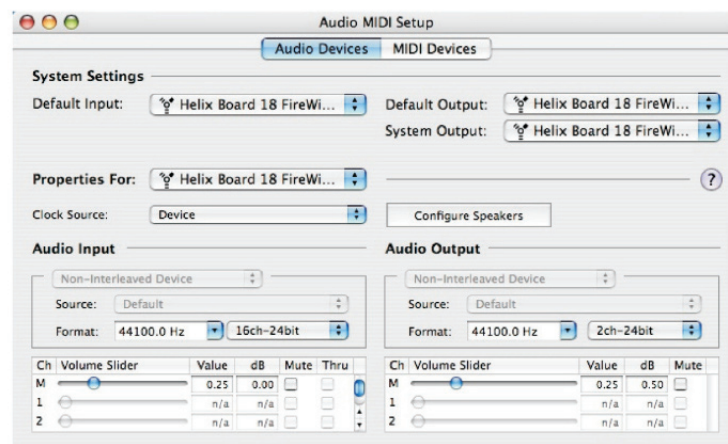 Audio MIDI Setup
Audio Devices MIDI Devices
System Settings
Default Input: Helix Board 18 FireWi... Default Output: Helix Board 18 FireWi...
System Output: Helix Board 18 FireWi...
Properties For: Helix Board 18 FireWi... ?
Clock Source: Device Configure Speakers
Audio Input Audio Output
Non-Interleaved Device Non-Interleaved Device
Source: Default Source: Default
Format: 44100.0 Hz 16ch-24bit Format: 44100.0 Hz 2ch-24bit
Ch Volume Slider Value dB Mute Thru Ch Volume Slider Value dB Mute
M 0.25 0.00 M 0.25 0.50
1 n/a n/a 1 n/a n/a
2 n/a n/a 2 n/a n/a